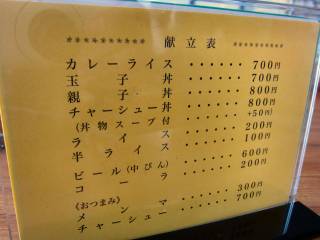 献立表
カレーライス・・・・・・700円
玉子丼・・・・・・700円
親子丼・・・・・・800円
チャーシュー丼・・・・・・800円
(丼物スープ付 +50円)
ライス・・・・・・200円
半ライス・・・・・・100円
ビール(中びん)・・・・・・600円
コーラ・・・・・・200円
《おつまみ》
メンマ・・・・・・300円
チャーシュー・・・・・・700円